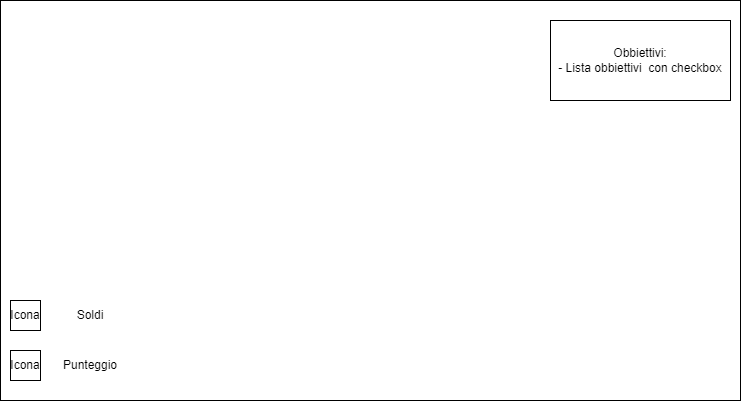 Obbiettivi:
- Lista obbiettivi  con checkbox
Icona
Soldi
Icona
Punteggio